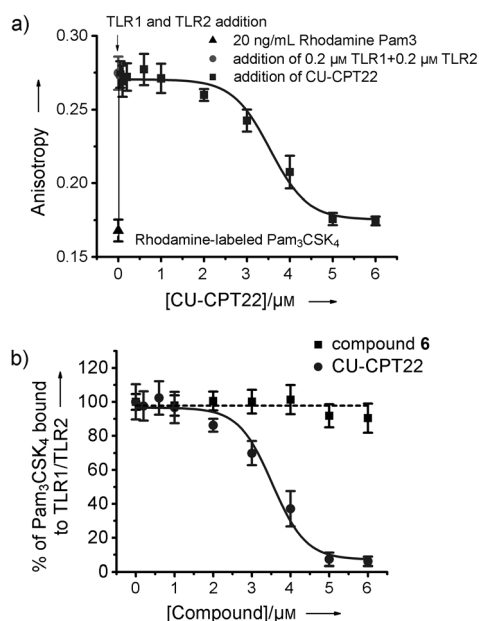 a)
TLR1 and TLR2 addition
▲ 20 ng/mL Rhodamine Pam3
● addition of 0.2 μM TLR1+0.2 μM TLR2
■ addition of CU-CPT22
Anisotropy
0.30
0.25
0.20
0.15
Rhodamine-labeled Pam₃CSK₄
0 1 2 3 4 5 6
[CU-CPT22]/μM
b)
■ compound 6
● CU-CPT22
% of Pam₃CSK₄ bound
to TLR1/TLR2
120
100
80
60
40
20
0
0 1 2 3 4 5 6
[Compound]/μM